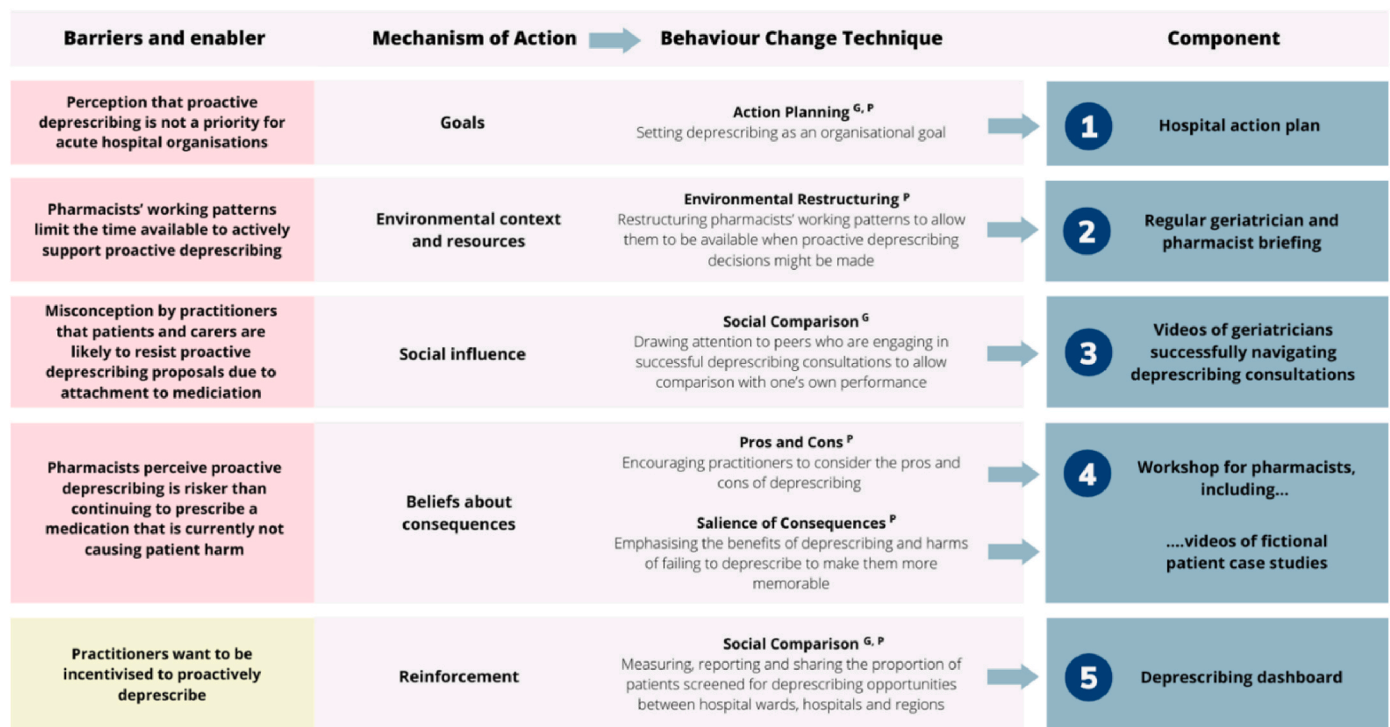 Barriers and enabler
Mechanism of Action
Behaviour Change Technique
Component
Perception that proactive
deprescribing is not a priority for
acute hospital organisations
Goals
Action Planning G, P
Setting deprescribing as an organisational goal
1
Hospital action plan
Pharmacists' working patterns
limit the time available to actively
support proactive deprescribing
Environmental context
and resources
Environmental Restructuring P
Restructuring pharmacists' working patterns to allow
them to be available when proactive deprescribing
decisions might be made
2
Regular geriatrician and
pharmacist briefing
Misconception by practitioners
that patients and carers are
likely to resist proactive
deprescribing proposals due to
attachment to mediciation
Social influence
Social Comparison G
Drawing attention to peers who are engaging in
successful deprescribing consultations to allow
comparison with one's own performance
3
Videos of geriatricians
successfully navigating
deprescribing consultations
Pharmacists perceive proactive
deprescribing is risker than
continuing to prescribe a
medication that is currently not
causing patient harm
Beliefs about
consequences
Pros and Cons P
Encouraging practitioners to consider the pros and
cons of deprescribing
Salience of Consequences P
Emphasising the benefits of deprescribing and harms
of failing to deprescribe to make them more
memorable
4
Workshop for pharmacists,
including...
....videos of fictional
patient case studies
Practitioners want to be
incentivised to proactively
deprescribe
Reinforcement
Social Comparison G, P
Measuring, reporting and sharing the proportion of
patients screened for deprescribing opportunities
between hospital wards, hospitals and regions
5
Deprescribing dashboard